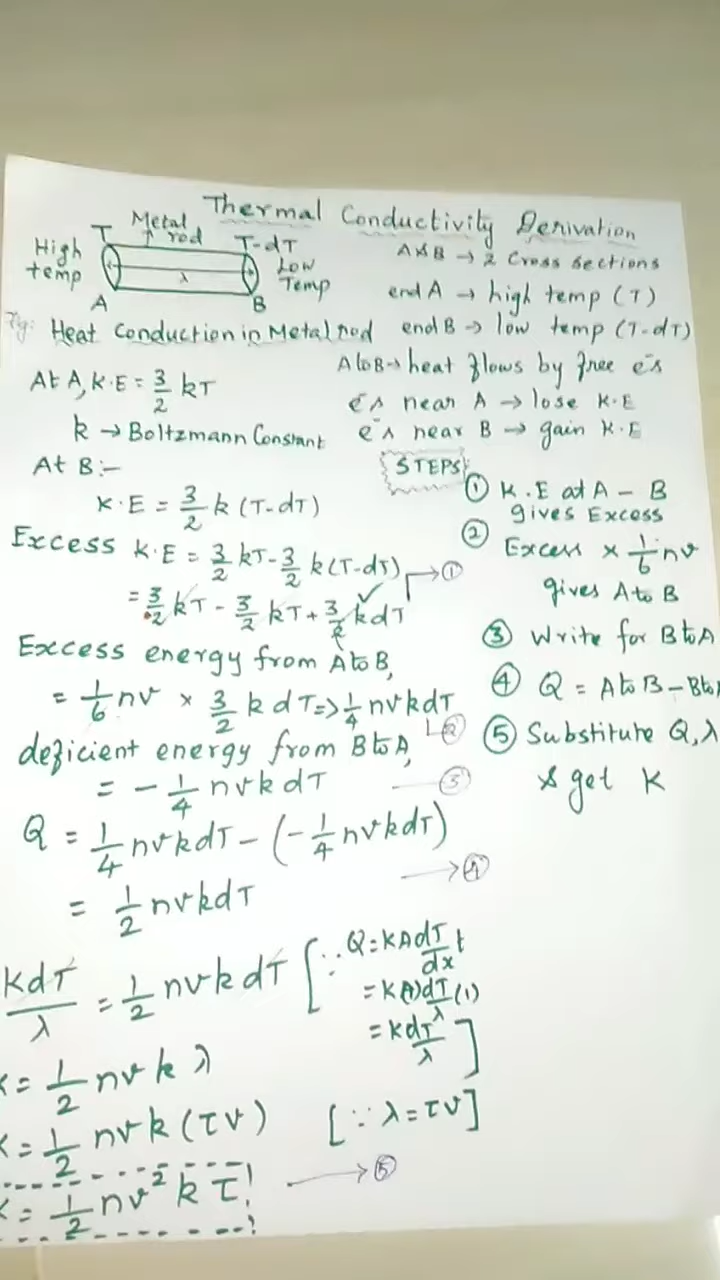 Thermal Conductivity Derivation
T Metal rod T-dT
High temp
Low Temp
λ
A B
Fig: Heat Conduction in Metal rod
A & B → 2 Cross sections
end A → high temp (T)
end B → low temp (T-dT)
A to B → heat flows by free e⁻s
e⁻s near A → lose K.E
e⁻s near B → gain K.E
At A, K.E = 3/2 kT
k → Boltzmann Constant
At B:-
K.E = 3/2 k (T-dT)
Excess K.E = 3/2 kT - 3/2 k (T-dT)
= 3/2 kT - 3/2 kT + 3/2 k dT → ①
Excess energy from A to B,
= 1/6 nv × 3/2 k dT => 1/4 nvkdT ②
deficient energy from B to A,
= - 1/4 nvkdT — ③
Q = 1/4 nvkdT - (- 1/4 nvkdT)
= 1/2 nvkdT → ④
KdT/λ = 1/2 nvkdT [∵ Q = KA dT/dx t
= K(1) dT/λ (1)
= K dT/λ ]
K = 1/2 nvkλ
K = 1/2 nvk (τv) [∵ λ = τv]
K = 1/2 nv² k τ → ⑤
STEPS
① K.E at A - B
gives Excess
② Excess × 1/6 nv
gives A to B
③ Write for B to A
④ Q = A to B - B to A
⑤ Substitute Q, λ
& get K